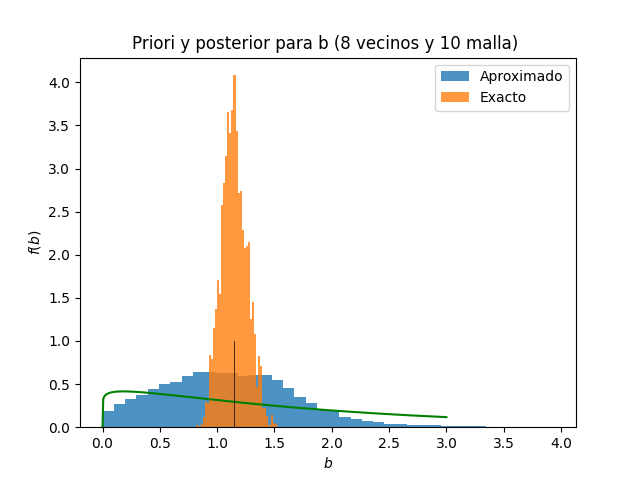 Priori y posterior para b (8 vecinos y 10 malla)
Aproximado
Exacto
f(b)
4.0
3.5
3.0
2.5
2.0
1.5
1.0
0.5
0.0
0.0 0.5 1.0 1.5 2.0 2.5 3.0 3.5 4.0
b